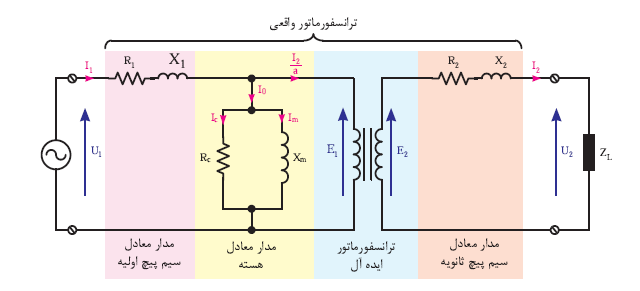 ترانسفورماتور واقعی
I1
R1
X1
I2/a
R2
X2
I2
I0
Ic
Im
U1
Rc
Xm
E1
E2
U2
ZL
مدار معادل
سیم پیچ اولیه
مدار معادل
هسته
ترانسفورماتور
ایده آل
مدار معادل
سیم پیچ ثانویه